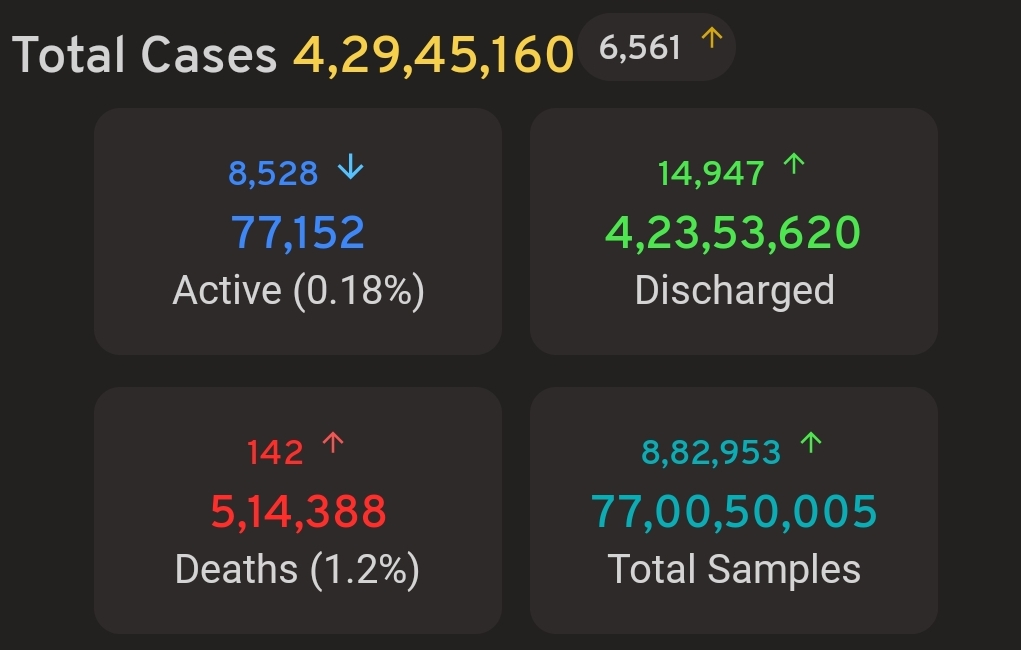 Total Cases 4,29,45,160 6,561 ↑
8,528 ↓
77,152
Active (0.18%)
14,947 ↑
4,23,53,620
Discharged
142 ↑
5,14,388
Deaths (1.2%)
8,82,953 ↑
77,00,50,005
Total Samples